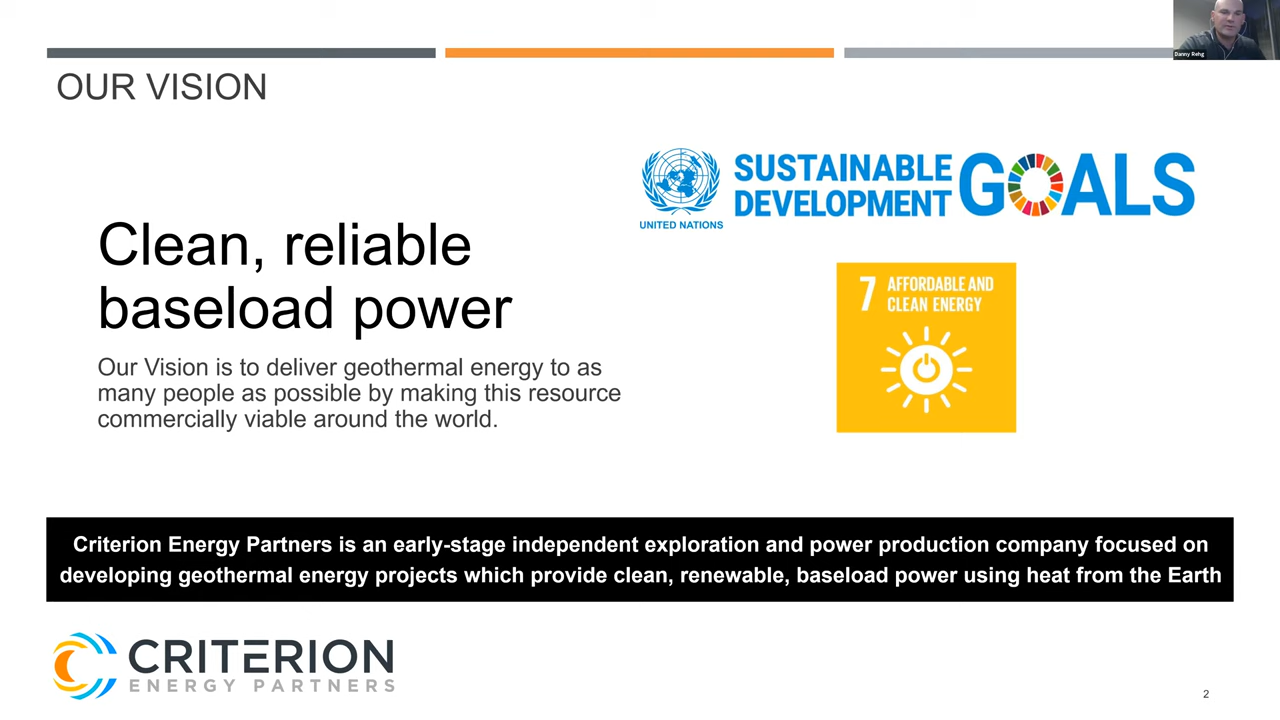 Danny Rehg
OUR VISION
SUSTAINABLE
DEVELOPMENT
GOALS
UNITED NATIONS
Clean, reliable
baseload power
7 AFFORDABLE AND
CLEAN ENERGY
Our Vision is to deliver geothermal energy to as
many people as possible by making this resource
commercially viable around the world.
Criterion Energy Partners is an early-stage independent exploration and power production company focused on
developing geothermal energy projects which provide clean, renewable, baseload power using heat from the Earth
CRITERION
ENERGY PARTNERS
2